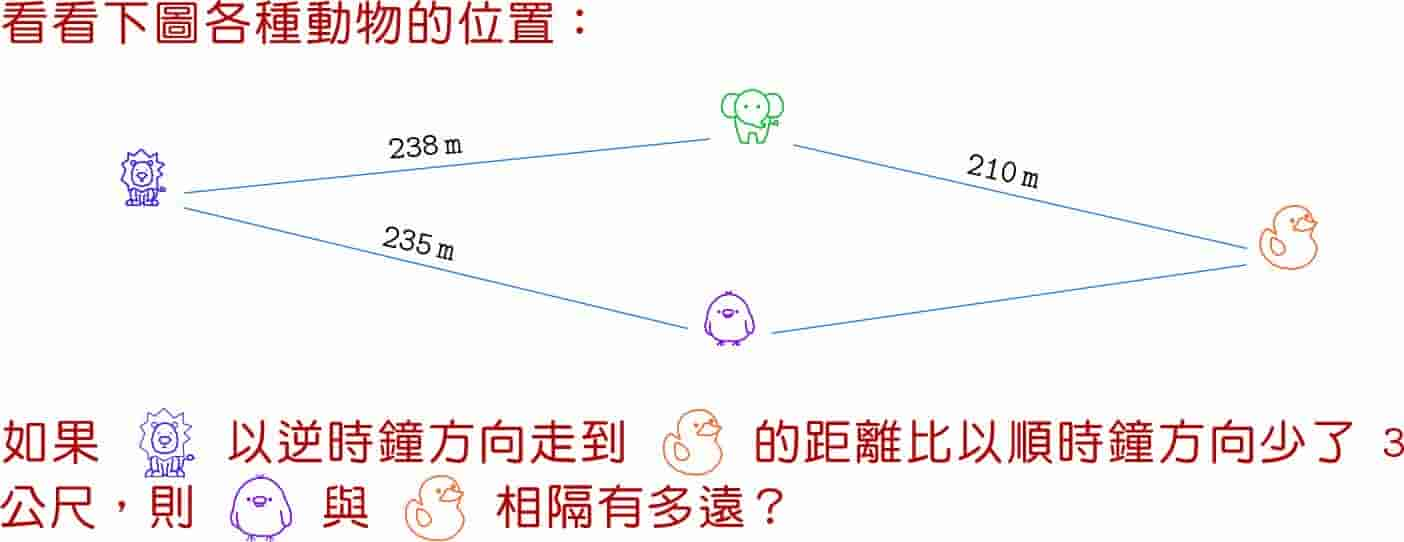 看看下圖各種動物的位置：
238 m
210 m
235 m
如果 以逆時鐘方向走到 的距離比以順時鐘方向少了 3
公尺，則 與 相隔有多遠？